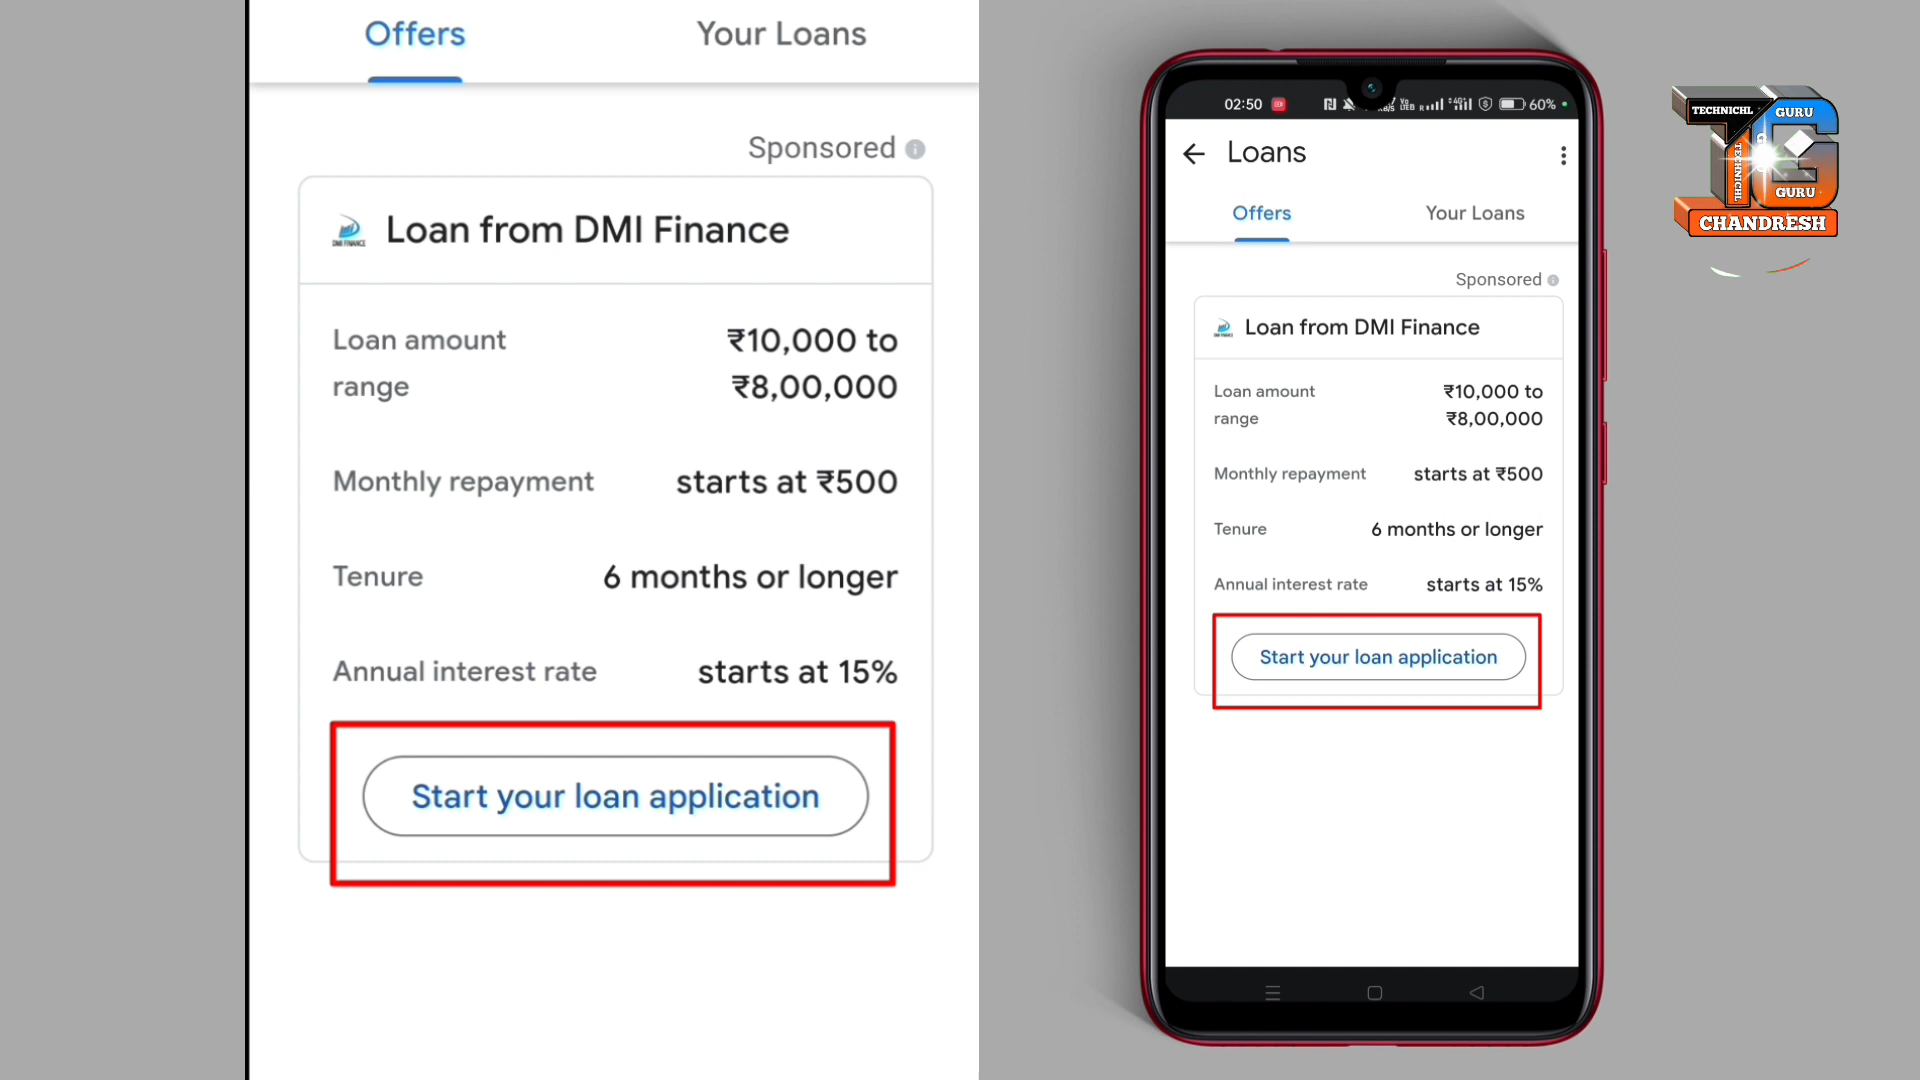 Offers
Your Loans
Sponsored
DMI FINANCE
Loan from DMI Finance
Loan amount range
₹10,000 to ₹8,00,000
Monthly repayment
starts at ₹500
Tenure
6 months or longer
Annual interest rate
starts at 15%
Start your loan application
02:50
60%
Loans
Offers
Your Loans
Sponsored
Loan from DMI Finance
Loan amount range
₹10,000 to ₹8,00,000
Monthly repayment
starts at ₹500
Tenure
6 months or longer
Annual interest rate
starts at 15%
Start your loan application
TECHNICHL
GURU
TECHNICHL
GURU
CHANDRESH